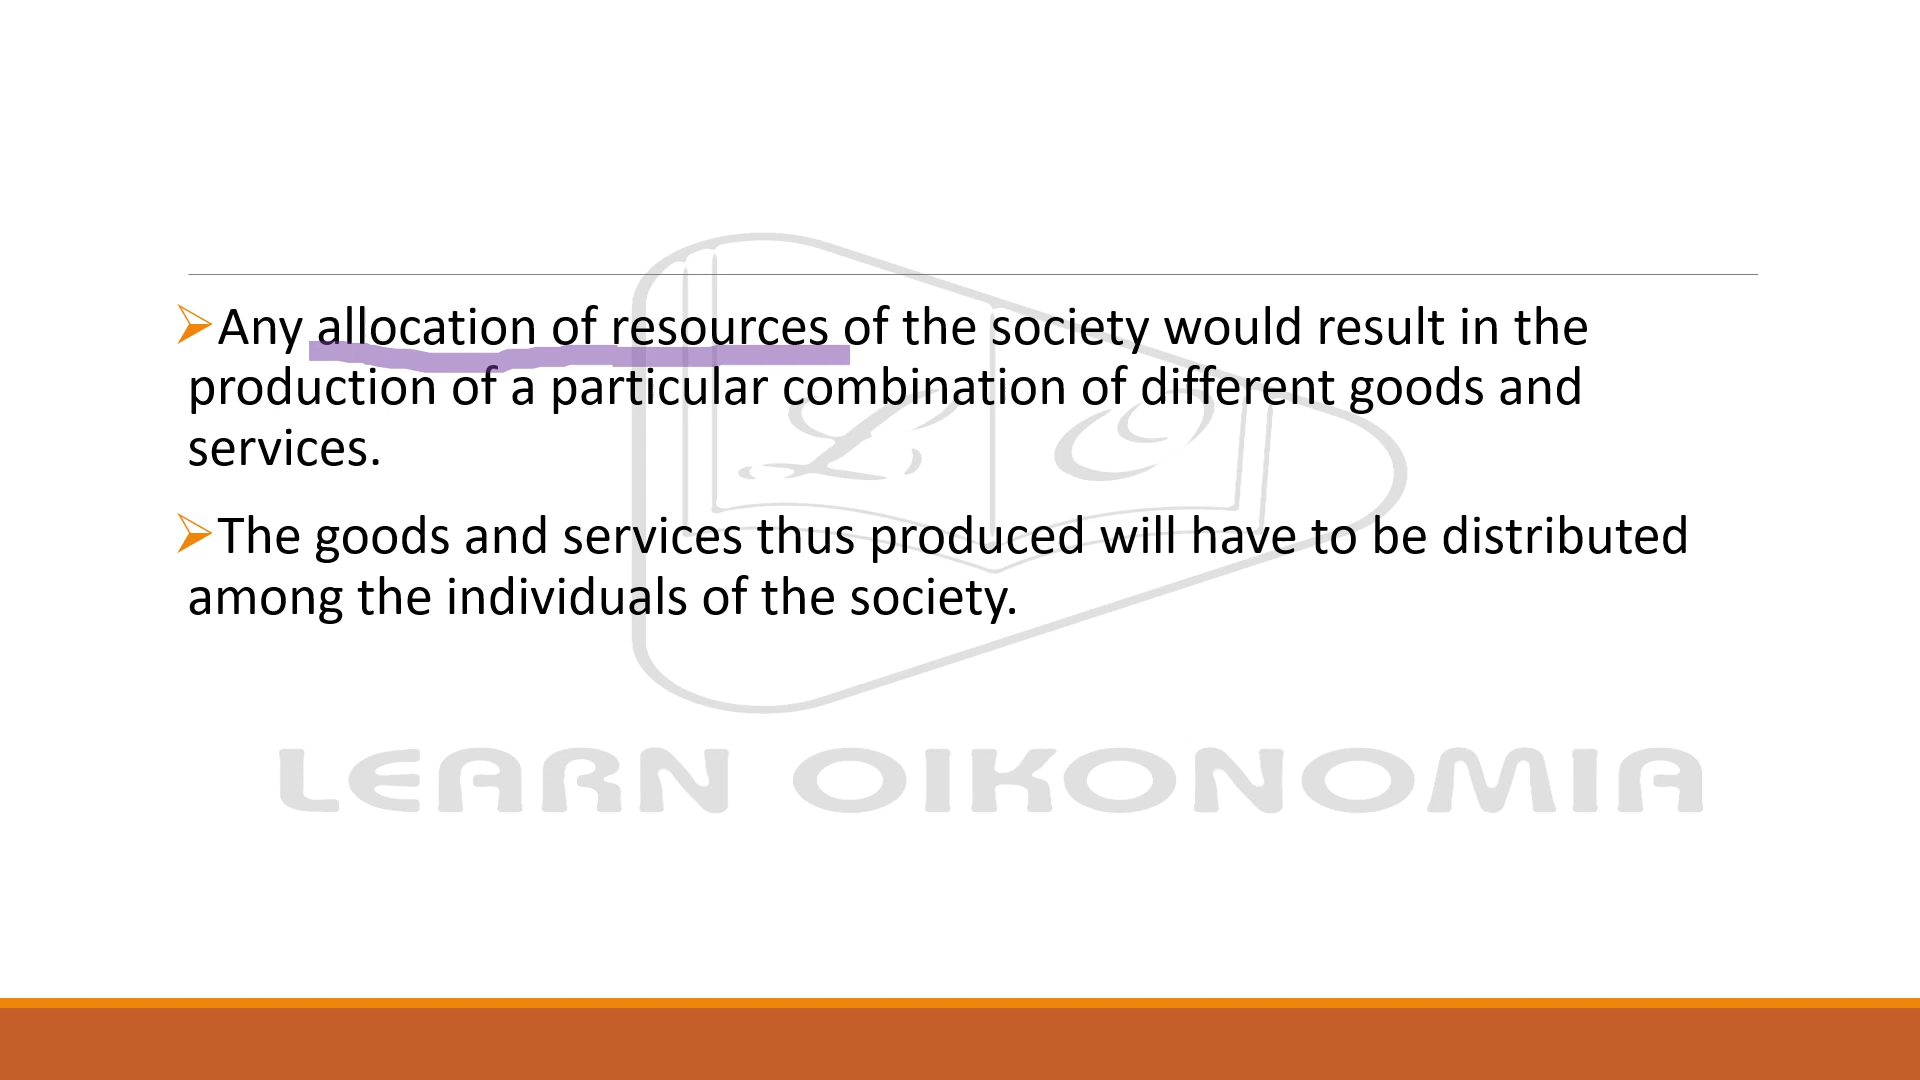 Any allocation of resources of the society would result in the
production of a particular combination of different goods and
services.
The goods and services thus produced will have to be distributed
among the individuals of the society.
L O
LEARN OIKONOMIA